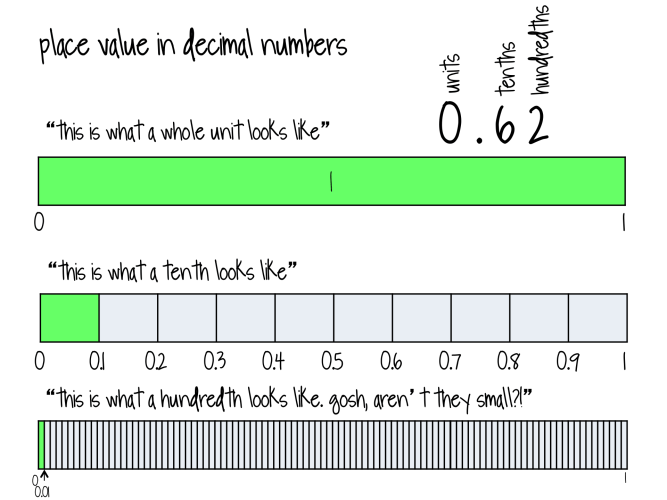 place value in decimal numbers
units
tenths
hundredths
0.62
“this is what a whole unit looks like”
1
0 1
“this is what a tenth looks like”
0 0.1 0.2 0.3 0.4 0.5 0.6 0.7 0.8 0.9 1
“this is what a hundredth looks like. gosh, aren’t they small?!”
0 1
0.01